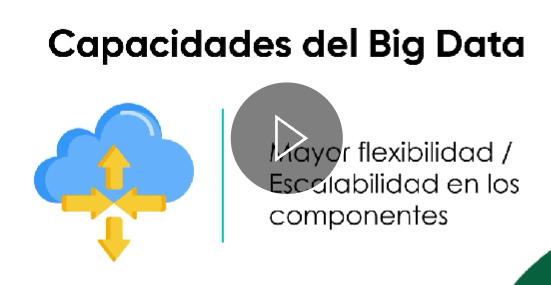 Capacidades del Big Data
Mayor flexibilidad /
Escalabilidad en los
componentes